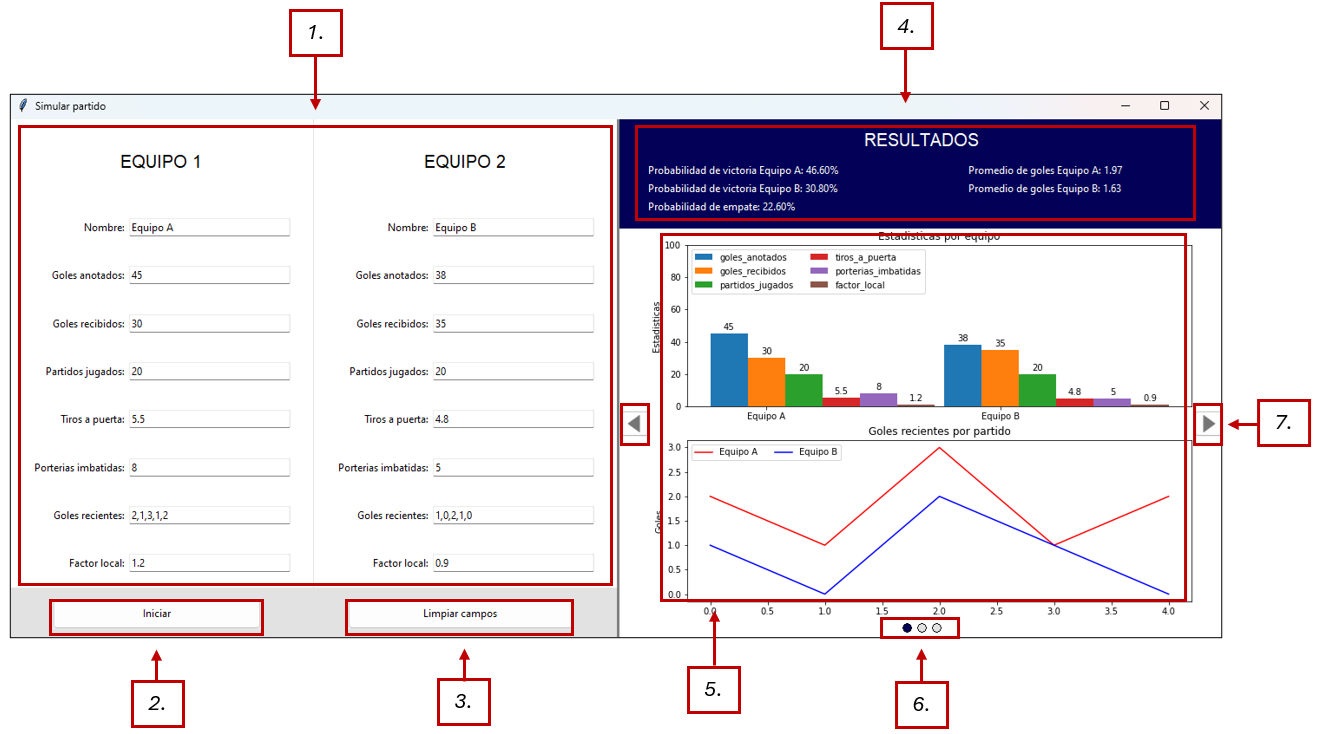 1.
4.
Simular partido
EQUIPO 1
EQUIPO 2
Nombre: Equipo A
Nombre: Equipo B
Goles anotados: 45
Goles anotados: 38
Goles recibidos: 30
Goles recibidos: 35
Partidos jugados: 20
Partidos jugados: 20
Tiros a puerta: 5.5
Tiros a puerta: 4.8
Porterias imbatidas: 8
Porterias imbatidas: 5
Goles recientes: 2,1,3,1,2
Goles recientes: 1,0,2,1,0
Factor local: 1.2
Factor local: 0.9
Iniciar
Limpiar campos
2.
3.
RESULTADOS
Probabilidad de victoria Equipo A: 46.60%
Promedio de goles Equipo A: 1.97
Probabilidad de victoria Equipo B: 30.80%
Promedio de goles Equipo B: 1.63
Probabilidad de empate: 22.60%
Estadísticas por equipo
Estadísticas
100
80
60
40
20
0
goles_anotados
tiros_a_puerta
goles_recibidos
porterias_imbatidas
partidos_jugados
factor_local
45
30
20
5.5
8
1.2
38
35
20
4.8
5
0.9
Equipo A
Equipo B
7.
Goles recientes por partido
Goles
3.0
2.5
2.0
1.5
1.0
0.5
0.0
Equipo A
Equipo B
0.0
0.5
1.0
1.5
2.0
2.5
3.0
3.5
4.0
5.
6.